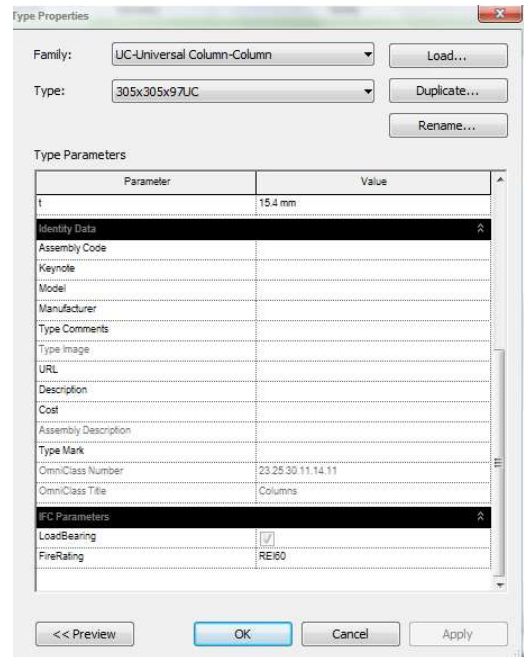 Type Properties
Family: UC-Universal Column-Column Load...
Type: 305x305x97UC Duplicate...
Rename...
Type Parameters
Parameter Value
t 15.4 mm
Identity Data
Assembly Code
Keynote
Model
Manufacturer
Type Comments
Type Image
URL
Description
Cost
Assembly Description
Type Mark
OmniClass Number 23.25.30.11.14.11
OmniClass Title Columns
IFC Parameters
LoadBearing
FireRating REI60
<< Preview OK Cancel Apply